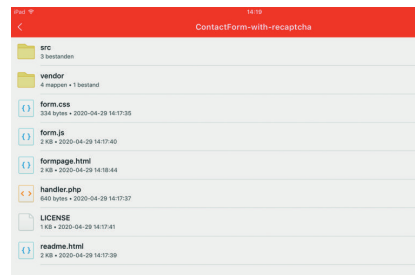 iPad
14:19
ContactForm-with-recaptcha
src
3 bestanden
vendor
4 mappen • 1 bestand
form.css
334 bytes • 2020-04-29 14:17:35
form.js
2 KB • 2020-04-29 14:17:40
formpage.html
2 KB • 2020-04-29 14:18:44
handler.php
640 bytes • 2020-04-29 14:17:37
LICENSE
1 KB • 2020-04-29 14:17:41
readme.html
2 KB • 2020-04-29 14:17:39